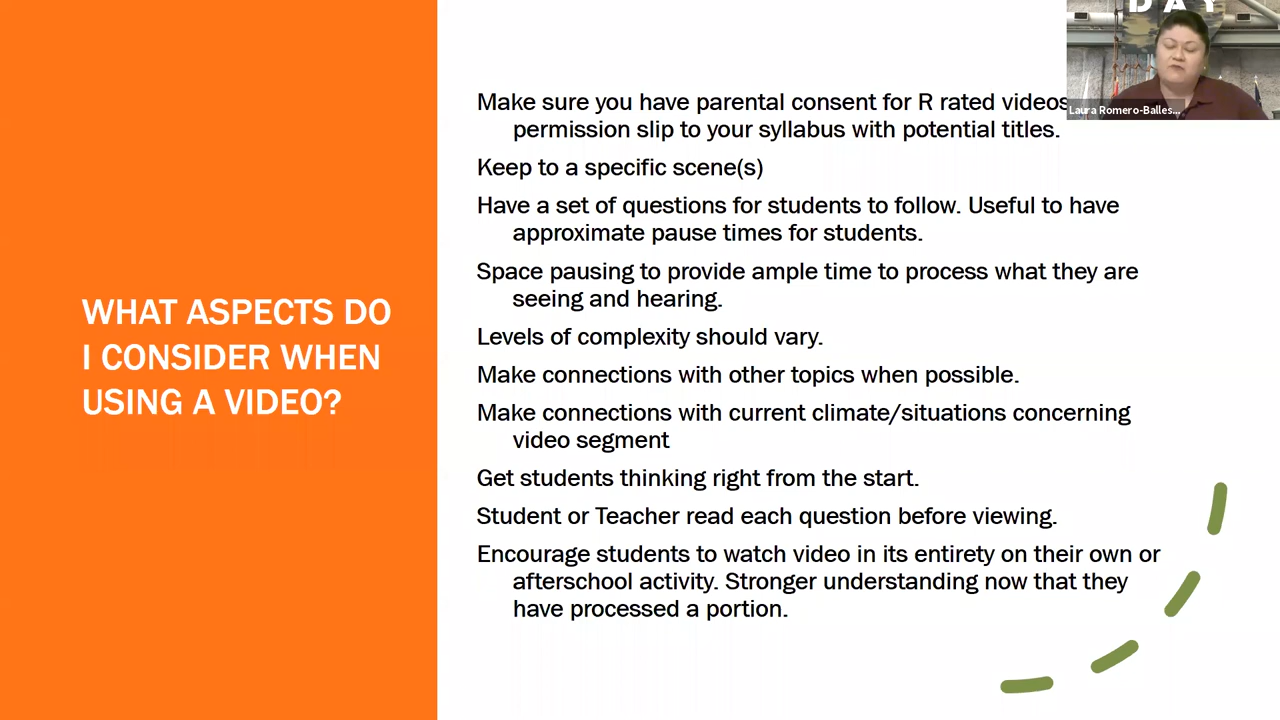 DAY
Laura Romero-Balles...
Make sure you have parental consent for R rated videos
permission slip to your syllabus with potential titles.
Keep to a specific scene(s)
Have a set of questions for students to follow. Useful to have
approximate pause times for students.
Space pausing to provide ample time to process what they are
seeing and hearing.
Levels of complexity should vary.
Make connections with other topics when possible.
Make connections with current climate/situations concerning
video segment
Get students thinking right from the start.
Student or Teacher read each question before viewing.
Encourage students to watch video in its entirety on their own or
afterschool activity. Stronger understanding now that they
have processed a portion.
WHAT ASPECTS DO
I CONSIDER WHEN
USING A VIDEO?